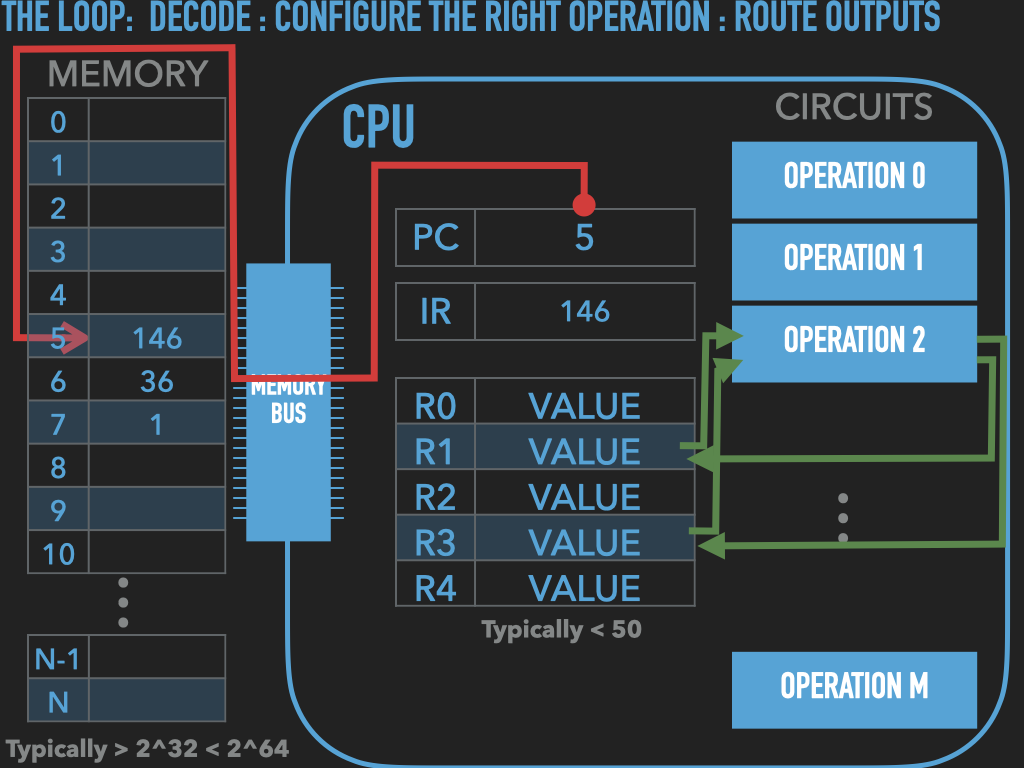 THE LOOP: DECODE : CONFIGURE THE RIGHT OPERATION : ROUTE OUTPUTS
MEMORY
0
1
2
3
4
5 146
6 36
7 1
8
9
10
N-1
N
Typically > 2^32 < 2^64
MEMORY
BUS
CPU
PC 5
IR 146
R0 VALUE
R1 VALUE
R2 VALUE
R3 VALUE
R4 VALUE
Typically < 50
CIRCUITS
OPERATION 0
OPERATION 1
OPERATION 2
OPERATION M